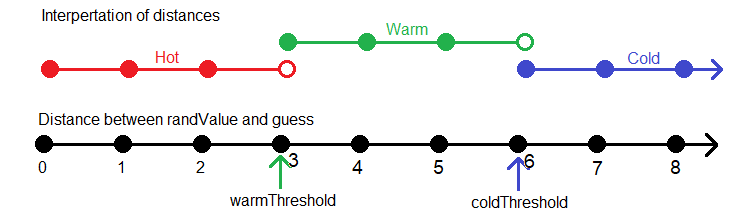 Interpertation of distances
Warm
Hot
Cold
Distance between randValue and guess
0 1 2 3 4 5 6 7 8
warmThreshold coldThreshold